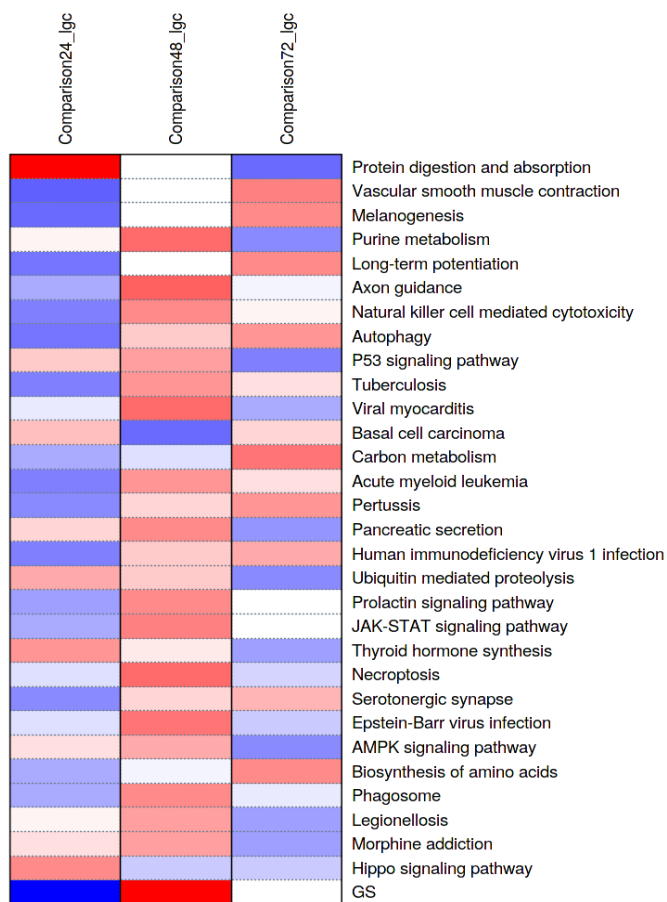 Comparison24_lgc
Comparison48_lgc
Comparison72_lgc
Protein digestion and absorption
Vascular smooth muscle contraction
Melanogenesis
Purine metabolism
Long-term potentiation
Axon guidance
Natural killer cell mediated cytotoxicity
Autophagy
P53 signaling pathway
Tuberculosis
Viral myocarditis
Basal cell carcinoma
Carbon metabolism
Acute myeloid leukemia
Pertussis
Pancreatic secretion
Human immunodeficiency virus 1 infection
Ubiquitin mediated proteolysis
Prolactin signaling pathway
JAK-STAT signaling pathway
Thyroid hormone synthesis
Necroptosis
Serotonergic synapse
Epstein-Barr virus infection
AMPK signaling pathway
Biosynthesis of amino acids
Phagosome
Legionellosis
Morphine addiction
Hippo signaling pathway
GS